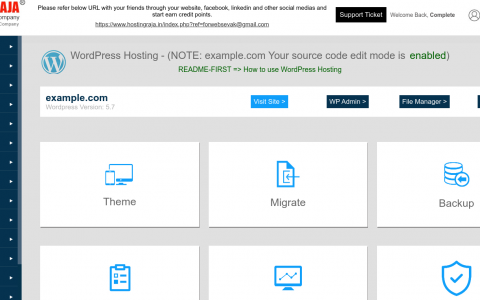 Please refer below URL with your friends through your website, facebook, linkedin and other social medias and
start earn credit points.
https://www.hostingraja.in/index.php?ref=forwebsevak@gmail.com
Support Ticket
Welcome Back, Complete
AJA®
ompany
Company
WordPress Hosting - (NOTE: example.com Your source code edit mode is enabled)
README-FIRST => How to use WordPress Hosting
example.com
Wordpress Version: 5.7
Visit Site >
WP Admin >
File Manager >
Theme
Migrate
Backup